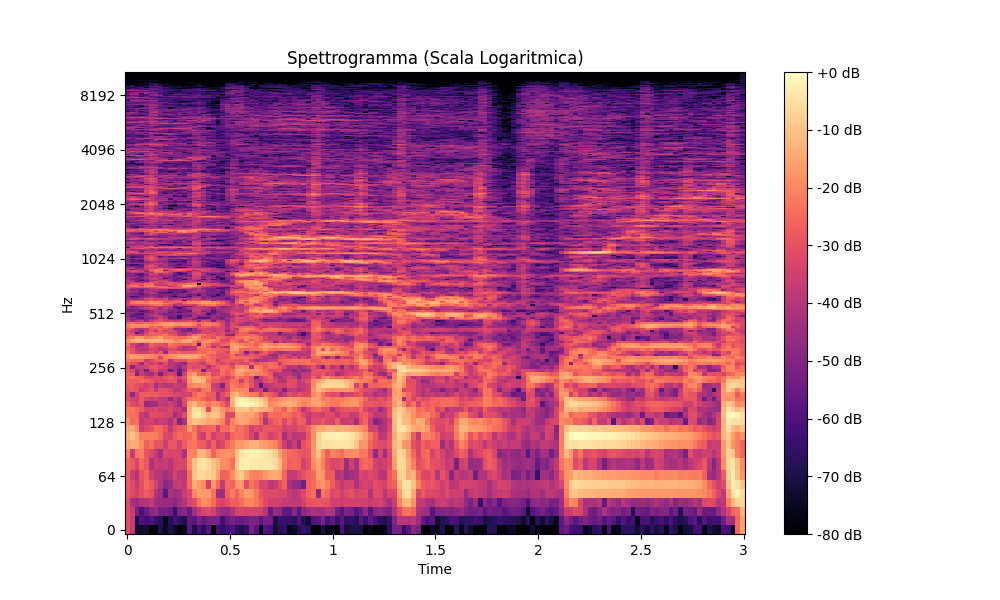 Spettrogramma (Scala Logaritmica)
+0 dB
8192
-10 dB
4096
-20 dB
2048
-30 dB
1024
Hz
512
-40 dB
256
-50 dB
128
-60 dB
64
-70 dB
0
-80 dB
0 0.5 1 1.5 2 2.5 3
Time